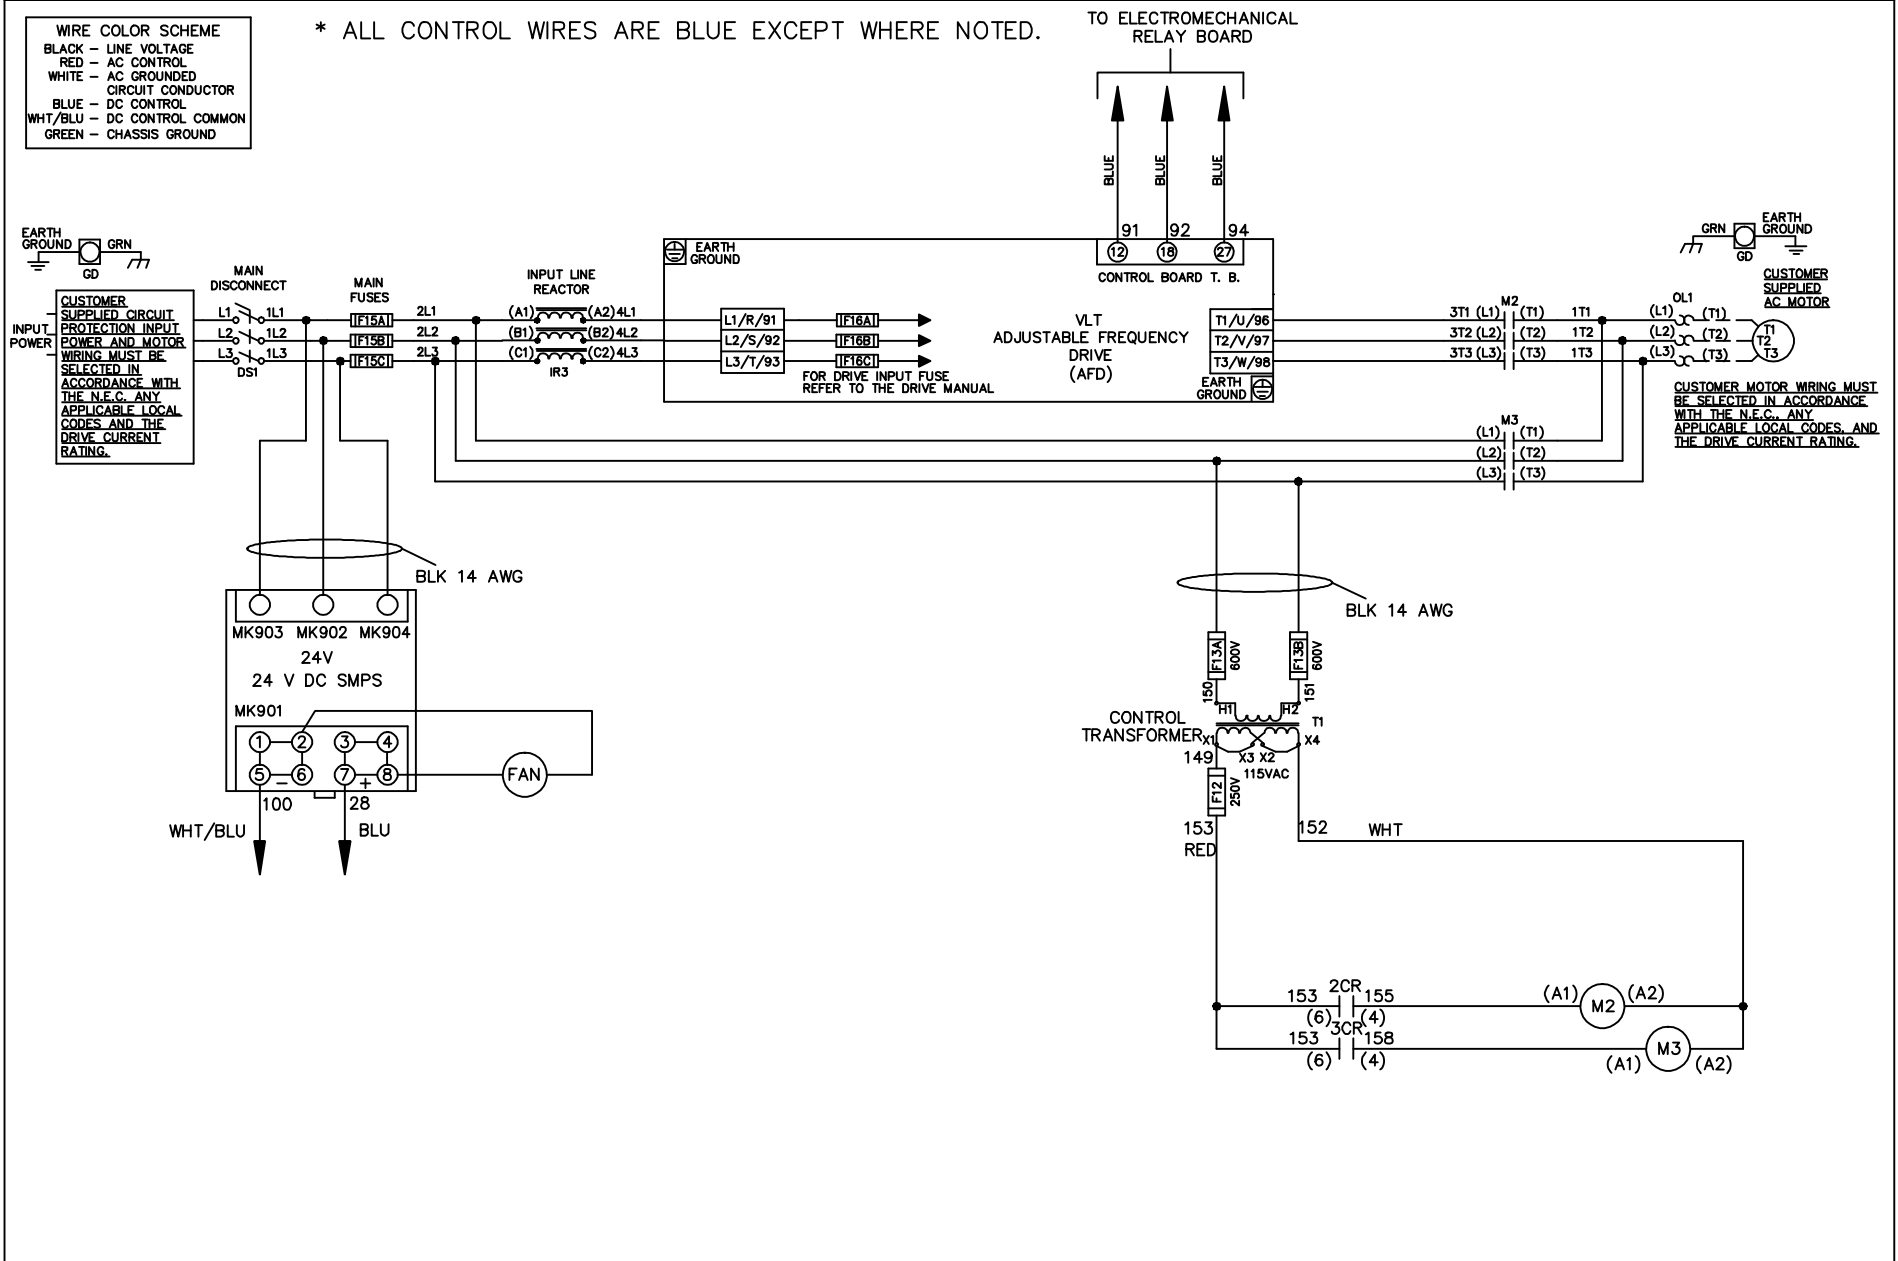 WIRE COLOR SCHEME
BLACK – LINE VOLTAGE
RED – AC CONTROL
WHITE – AC GROUNDED
CIRCUIT CONDUCTOR
BLUE – DC CONTROL
WHT/BLU – DC CONTROL COMMON
GREEN – CHASSIS GROUND
* ALL CONTROL WIRES ARE BLUE EXCEPT WHERE NOTED.
TO ELECTROMECHANICAL
RELAY BOARD
BLUE
BLUE
BLUE
91 92 94
12 18 27
CONTROL BOARD T. B.
EARTH
GROUND
GRN
GD
INPUT
POWER
CUSTOMER
SUPPLIED CIRCUIT
PROTECTION INPUT
POWER AND MOTOR
WIRING MUST BE
SELECTED IN
ACCORDANCE WITH
THE N.E.C. ANY
APPLICABLE LOCAL
CODES AND THE
DRIVE CURRENT
RATING.
MAIN
DISCONNECT
L1 1L1
L2 1L2
L3 1L3
DS1
MAIN
FUSES
F15A
F15B
F15C
2L1
2L2
2L3
INPUT LINE
REACTOR
(A1) (A2) 4L1
(B1) (B2) 4L2
(C1) (C2) 4L3
IR3
EARTH
GROUND
L1/R/91
L2/S/92
L3/T/93
F16A
F16B
F16C
FOR DRIVE INPUT FUSE
REFER TO THE DRIVE MANUAL
VLT
ADJUSTABLE FREQUENCY
DRIVE
(AFD)
T1/U/96
T2/V/97
T3/W/98
EARTH
GROUND
M2
3T1 (L1) (T1) 1T1
3T2 (L2) (T2) 1T2
3T3 (L3) (T3) 1T3
M3
(L1) (T1)
(L2) (T2)
(L3) (T3)
OL1
(L1) (T1)
(L2) (T2)
(L3) (T3)
T1
T2
T3
GRN
GD
EARTH
GROUND
CUSTOMER
SUPPLIED
AC MOTOR
CUSTOMER MOTOR WIRING MUST
BE SELECTED IN ACCORDANCE
WITH THE N.E.C., ANY
APPLICABLE LOCAL CODES, AND
THE DRIVE CURRENT RATING.
BLK 14 AWG
MK903 MK902 MK904
24V
24 V DC SMPS
MK901
1 2 3 4
5 – 6 7 + 8
FAN
100 28
WHT/BLU BLU
BLK 14 AWG
F13A 600V
F13B 600V
150 151
H1 H2
T1
CONTROL
TRANSFORMER
X1 X3 X2 X4
149
115VAC
F12 250V
153
RED
152 WHT
2CR
153 155
(6) (4)
(A1) M2 (A2)
3CR
153 158
(6) (4)
(A1) M3 (A2)